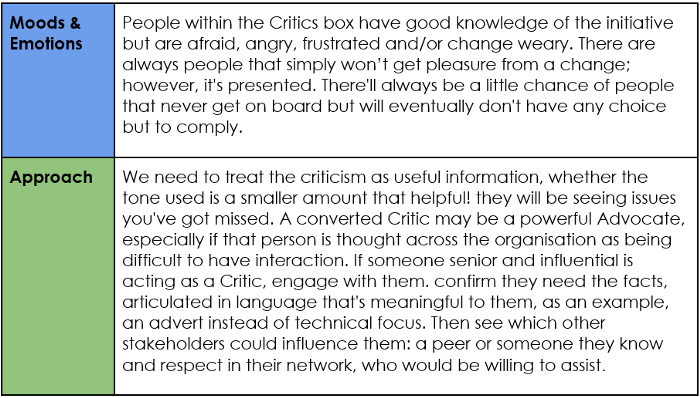 Moods &
Emotions
People within the Critics box have good knowledge of the initiative
but are afraid, angry, frustrated and/or change weary. There are
always people that simply won’t get pleasure from a change;
however, it's presented. There'll always be a little chance of people
that never get on board but will eventually don't have any choice
but to comply.
Approach
We need to treat the criticism as useful information, whether the
tone used is a smaller amount that helpful! they will be seeing issues
you've got missed. A converted Critic may be a powerful Advocate,
especially if that person is thought across the organisation as being
difficult to have interaction. If someone senior and influential is
acting as a Critic, engage with them. confirm they need the facts,
articulated in language that's meaningful to them, as an example,
an advert instead of technical focus. Then see which other
stakeholders could influence them: a peer or someone they know
and respect in their network, who would be willing to assist.